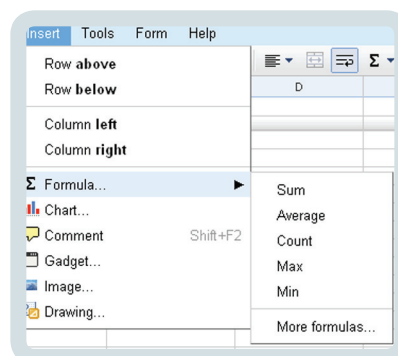 Insert Tools Form Help
Σ
D
Row above
Row below
Column left
Column right
Σ Formula...
Chart...
Comment Shift+F2
Gadget...
Image...
Drawing...
Sum
Average
Count
Max
Min
More formulas...